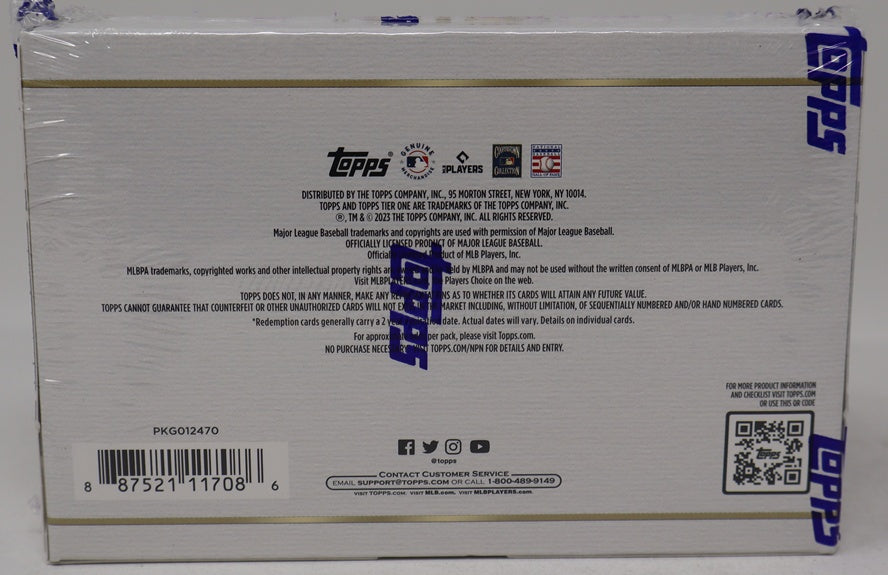 Topps
Topps® GENUINE MERCHANDISE MLB PLAYERS COOPERSTOWN COLLECTION NATIONAL BASEBALL HALL OF FAME
DISTRIBUTED BY THE TOPPS COMPANY, INC., 95 MORTON STREET, NEW YORK, NY 10014.
TOPPS AND TOPPS TIER ONE ARE TRADEMARKS OF THE TOPPS COMPANY, INC.
®, TM & © 2023 THE TOPPS COMPANY, INC. ALL RIGHTS RESERVED.
Major League Baseball trademarks and copyrights are used with permission of Major League Baseball.
OFFICIALLY LICENSED PRODUCT OF MAJOR LEAGUE BASEBALL.
of MLB Players, Inc.
MLBPA trademarks, copyrighted works and other intellectual property rights are held by MLBPA and may not be used without the written consent of MLBPA or MLB Players, Inc.
Visit Players Choice on the web.
TOPPS DOES NOT, IN ANY MANNER, MAKE ANY AS TO WHETHER ITS CARDS WILL ATTAIN ANY FUTURE VALUE.
TOPPS CANNOT GUARANTEE THAT COUNTERFEIT OR OTHER UNAUTHORIZED CARDS WILL NOT MARKET INCLUDING, WITHOUT LIMITATION, OF SEQUENTIALLY NUMBERED AND/OR HAND NUMBERED CARDS.
*Redemption cards generally carry a 2 date. Actual dates will vary. Details on individual cards.
For per pack, please visit Topps.com.
NO PURCHASE TOPPS.COM/NPN FOR DETAILS AND ENTRY.
Topps
FOR MORE PRODUCT INFORMATION
AND CHECKLIST VISIT TOPPS.COM
OR USE THIS QR CODE
Topps
PKG012470
8 87521 11708 6
@topps
CONTACT CUSTOMER SERVICE
EMAIL SUPPORT@TOPPS.COM OR CALL 1-800-489-9149
VISIT TOPPS.COM. VISIT MLB.COM. VISIT MLBPLAYERS.COM.
Topps